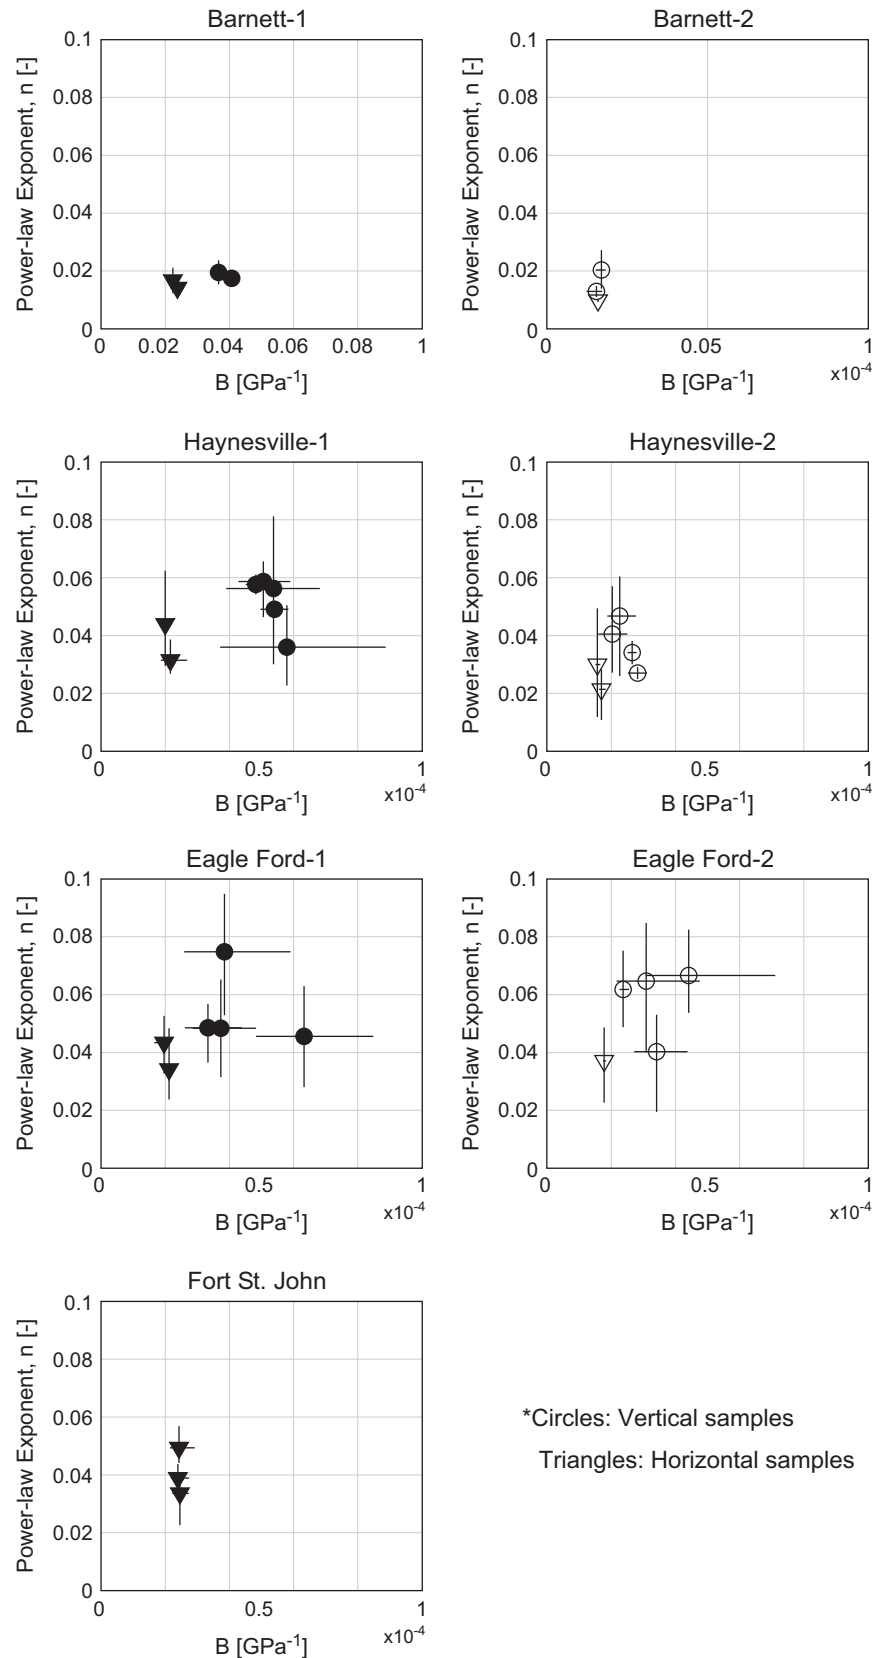 Barnett-1
Power-law Exponent, n [-]
0.1
0.08
0.06
0.04
0.02
0
0 0.02 0.04 0.06 0.08 1
B [GPa⁻¹]
Barnett-2
Power-law Exponent, n [-]
0.1
0.08
0.06
0.04
0.02
0
0 0.05 1
B [GPa⁻¹] x10⁻⁴
Haynesville-1
Power-law Exponent, n [-]
0.1
0.08
0.06
0.04
0.02
0
0 0.5 1
B [GPa⁻¹] x10⁻⁴
Haynesville-2
Power-law Exponent, n [-]
0.1
0.08
0.06
0.04
0.02
0
0 0.5 1
B [GPa⁻¹] x10⁻⁴
Eagle Ford-1
Power-law Exponent, n [-]
0.1
0.08
0.06
0.04
0.02
0
0 0.5 1
B [GPa⁻¹] x10⁻⁴
Eagle Ford-2
Power-law Exponent, n [-]
0.1
0.08
0.06
0.04
0.02
0
0 0.5 1
B [GPa⁻¹] x10⁻⁴
Fort St. John
Power-law Exponent, n [-]
0.1
0.08
0.06
0.04
0.02
0
0 0.5 1
B [GPa⁻¹] x10⁻⁴
*Circles: Vertical samples
Triangles: Horizontal samples